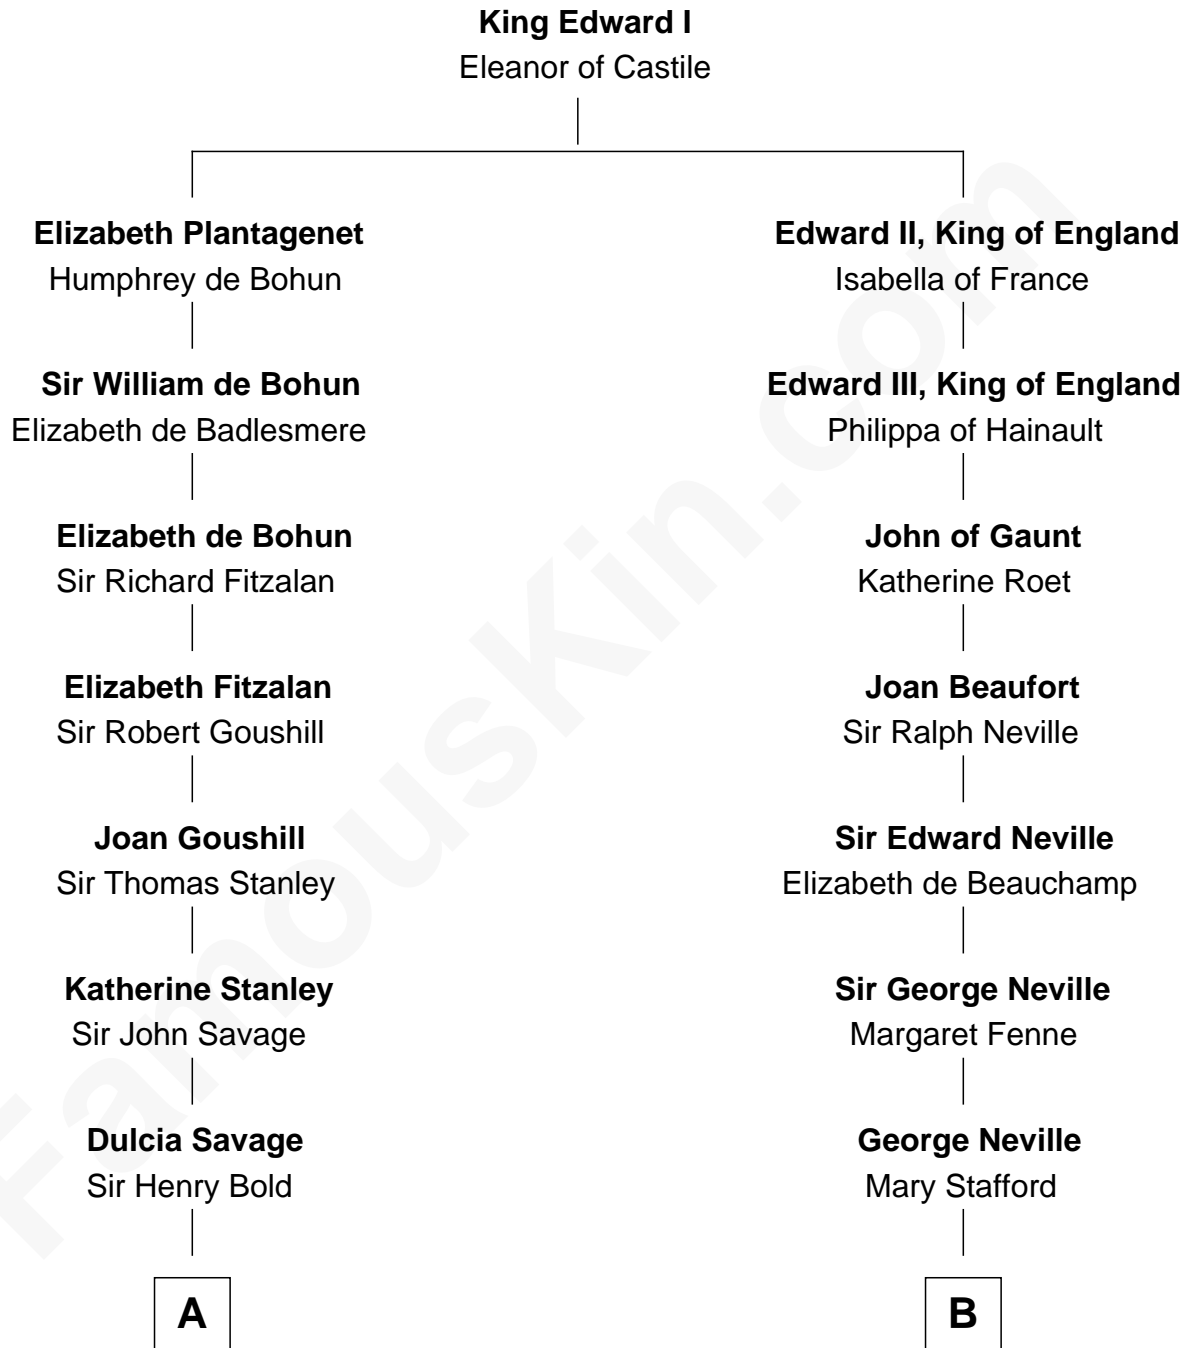 King Edward I
Eleanor of Castile
Elizabeth Plantagenet
Humphrey de Bohun
Edward II, King of England
Isabella of France
Sir William de Bohun
Elizabeth de Badlesmere
Edward III, King of England
Philippa of Hainault
Elizabeth de Bohun
Sir Richard Fitzalan
John of Gaunt
Katherine Roet
Elizabeth Fitzalan
Sir Robert Goushill
Joan Beaufort
Sir Ralph Neville
Joan Goushill
Sir Thomas Stanley
Sir Edward Neville
Elizabeth de Beauchamp
Katherine Stanley
Sir John Savage
Sir George Neville
Margaret Fenne
Dulcia Savage
Sir Henry Bold
George Neville
Mary Stafford
A
B
FamousKin.com